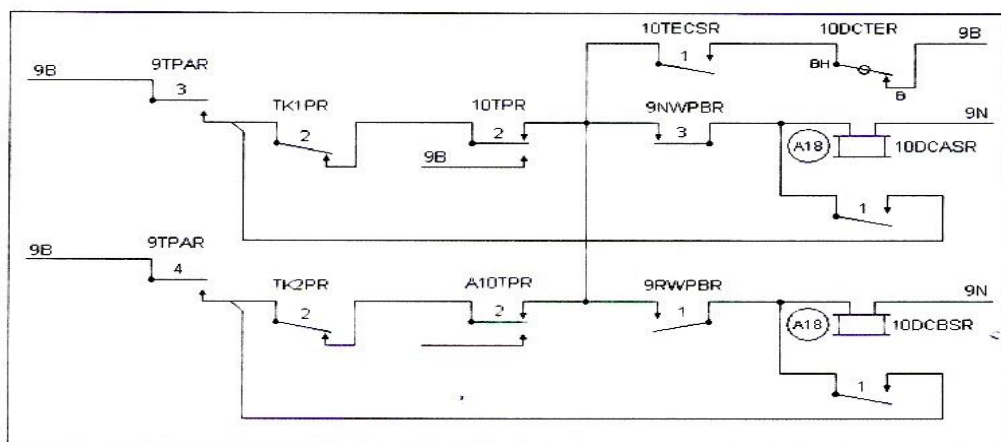 10TECSR 10DCTER 9B
1 BH B
9B 9TPAR
3
TK1PR 10TPR 9NWPBR 9N
2 2 3
9B A18 10DCASR
1
9B 9TPAR
4
TK2PR A10TPR 9RWPBR 9N
2 2 1
A18 10DCBSR
1